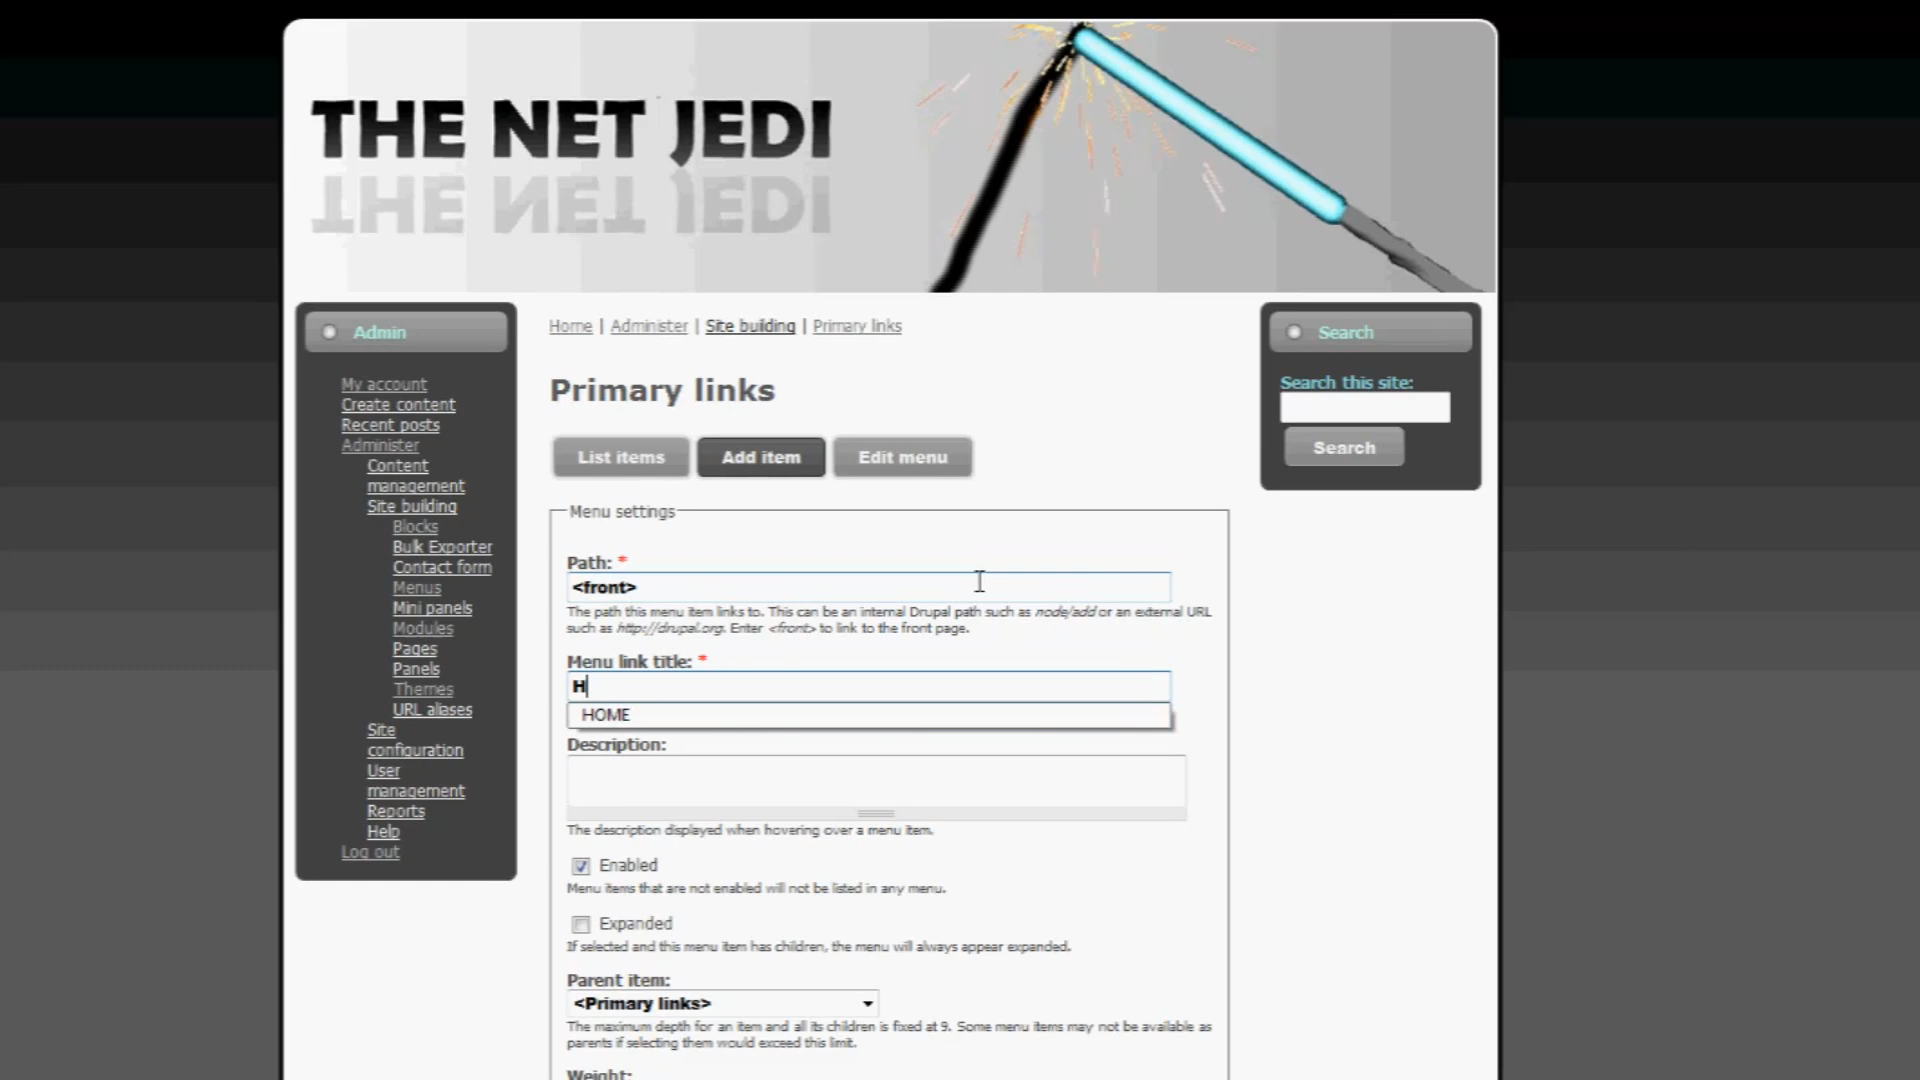 THE NET JEDI
Admin
My account
Create content
Recent posts
Administer
Content
management
Site building
Blocks
Bulk Exporter
Contact form
Menus
Mini panels
Modules
Pages
Panels
Themes
URL aliases
Site
configuration
User
management
Reports
Help
Log out
Home | Administer | Site building | Primary links
Primary links
List items Add item Edit menu
Menu settings
Path: *
<front>
The path this menu item links to. This can be an internal Drupal path such as node/add or an external URL
such as http://drupal.org. Enter <front> to link to the front page.
Menu link title: *
H
HOME
Description:
The description displayed when hovering over a menu item.
Enabled
Menu items that are not enabled will not be listed in any menu.
Expanded
If selected and this menu item has children, the menu will always appear expanded.
Parent item:
<Primary links>
The maximum depth for an item and all its children is fixed at 9. Some menu items may not be available as
parents if selecting them would exceed this limit.
Weight:
Search
Search this site:
Search